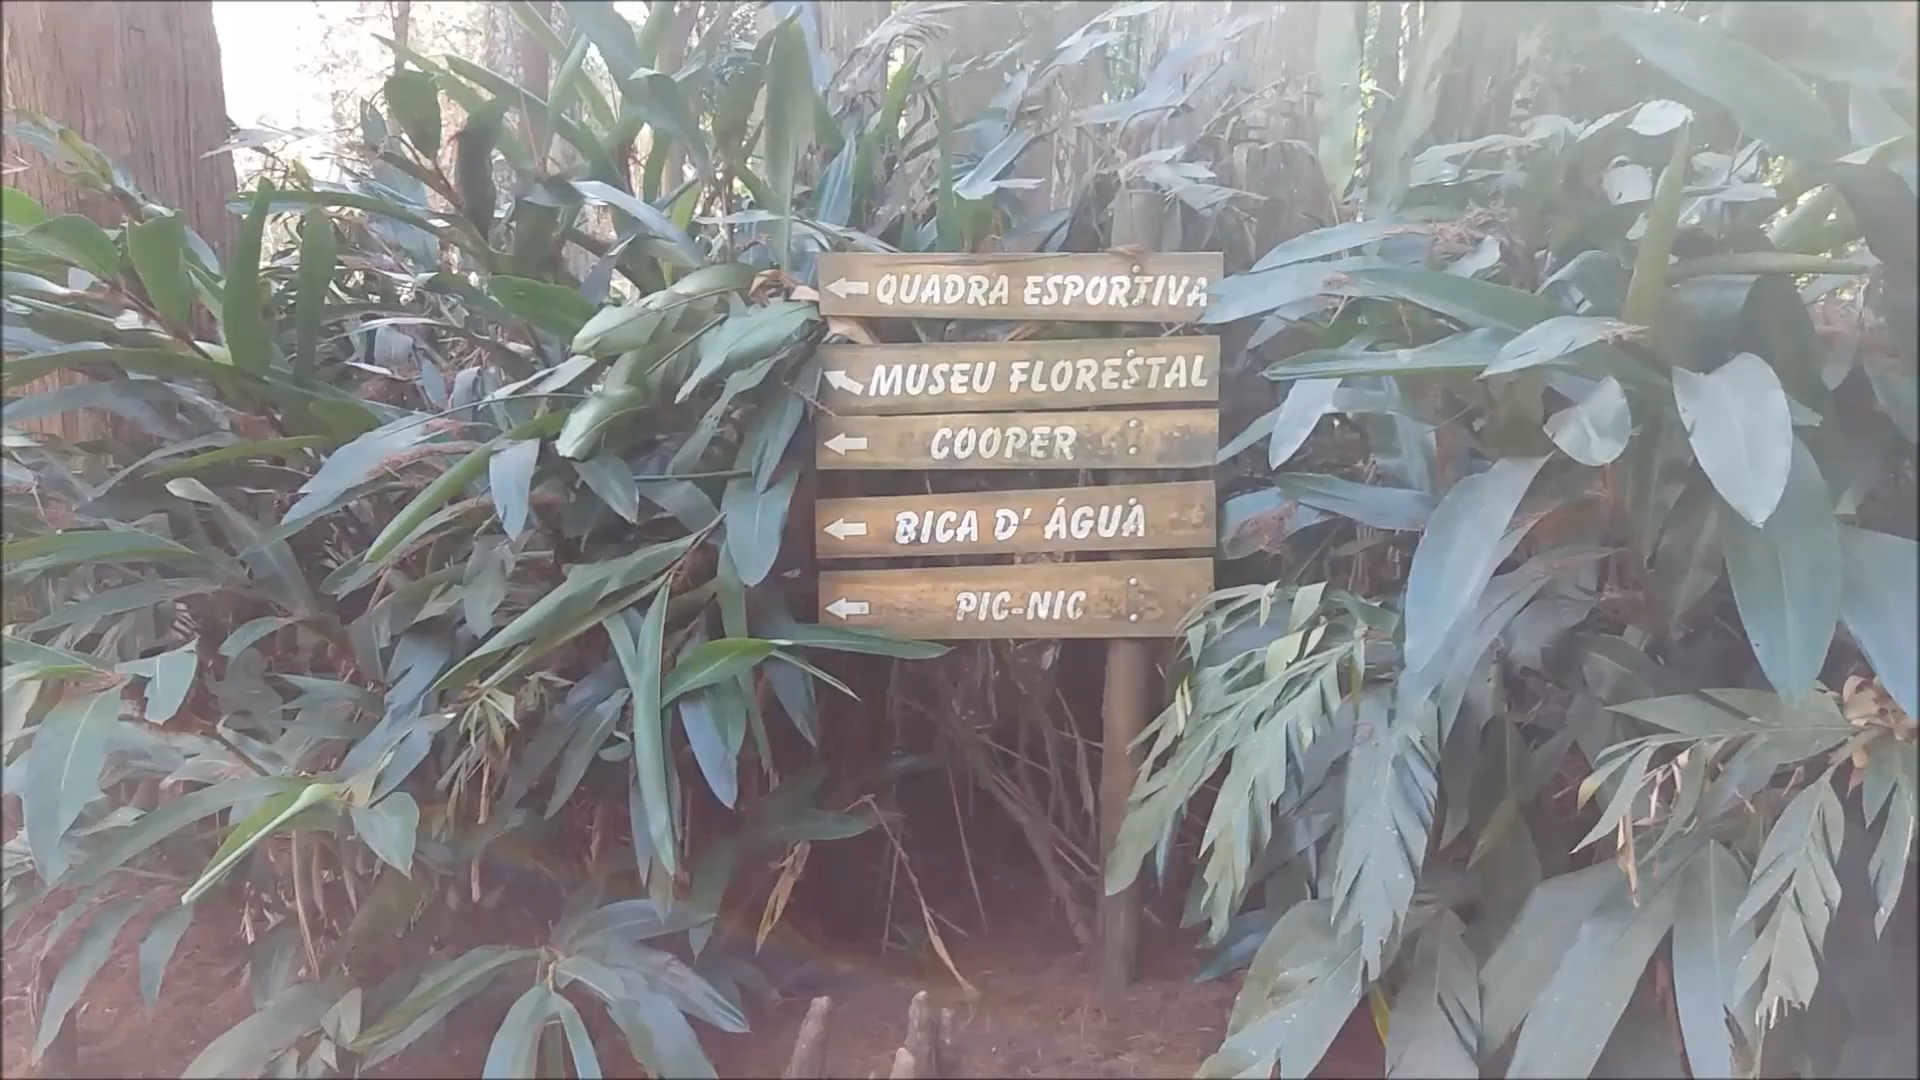 QUADRA ESPORTIVA
MUSEU FLORESTAL
COOPER
BICA D' ÁGUA
PIC-NIC